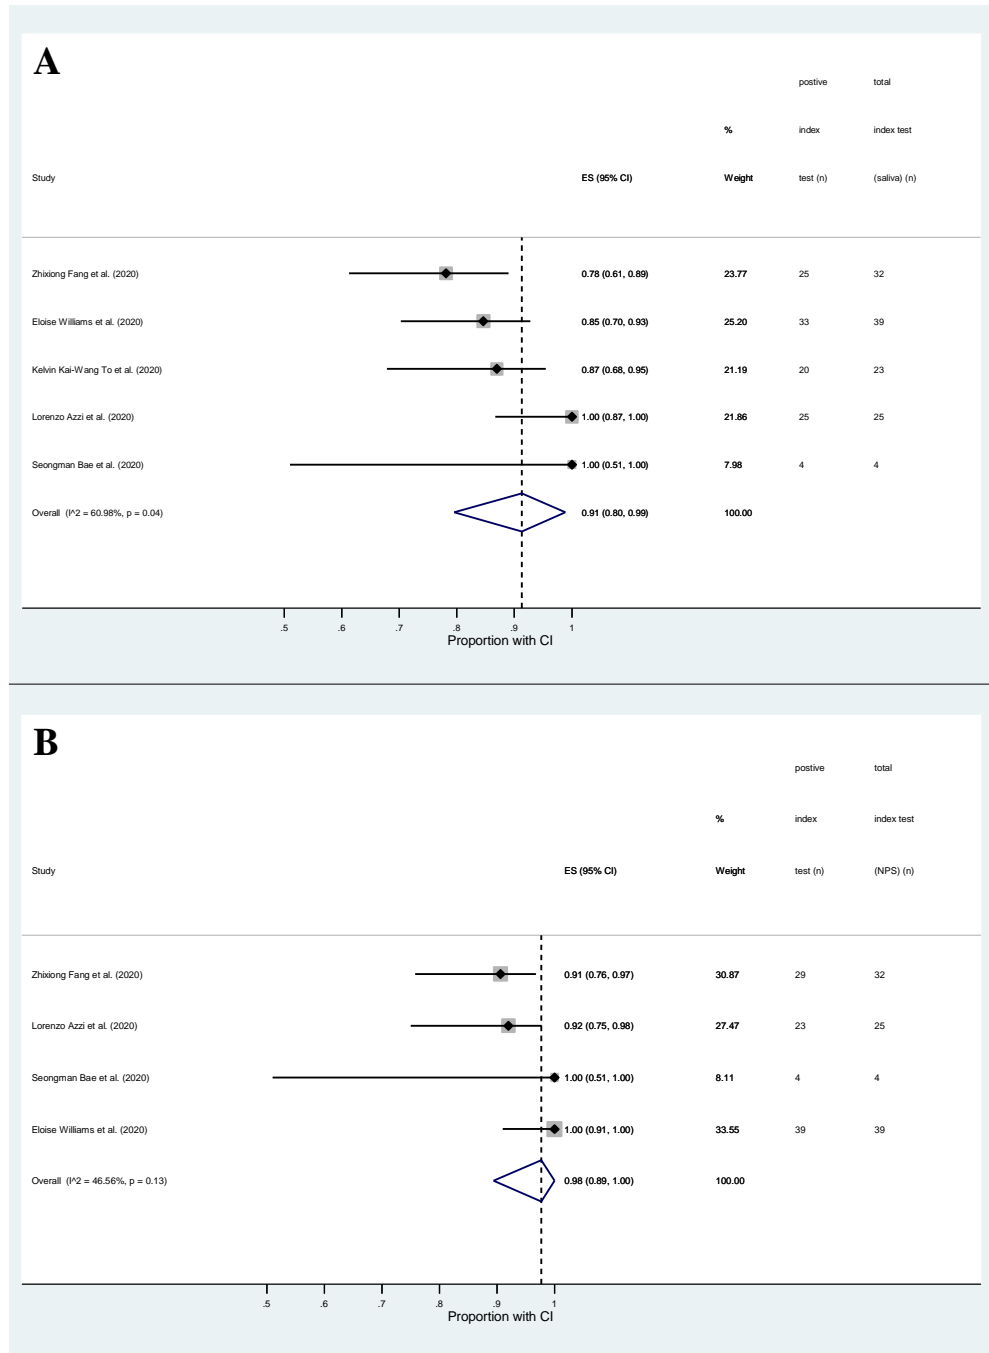 A
postive total
% index index test
Study ES (95% CI) Weight test (n) (saliva) (n)
Zhixiong Fang et al. (2020) 0.78 (0.61, 0.89) 23.77 25 32
Eloise Williams et al. (2020) 0.85 (0.70, 0.93) 25.20 33 39
Kelvin Kai-Wang To et al. (2020) 0.87 (0.68, 0.95) 21.19 20 23
Lorenzo Azzi et al. (2020) 1.00 (0.87, 1.00) 21.86 25 25
Seongman Bae et al. (2020) 1.00 (0.51, 1.00) 7.98 4 4
Overall (I^2 = 60.98%, p = 0.04) 0.91 (0.80, 0.99) 100.00
.5 .6 .7 .8 .9 1
Proportion with CI
B
postive total
% index index test
Study ES (95% CI) Weight test (n) (NPS) (n)
Zhixiong Fang et al. (2020) 0.91 (0.76, 0.97) 30.87 29 32
Lorenzo Azzi et al. (2020) 0.92 (0.75, 0.98) 27.47 23 25
Seongman Bae et al. (2020) 1.00 (0.51, 1.00) 8.11 4 4
Eloise Williams et al. (2020) 1.00 (0.91, 1.00) 33.55 39 39
Overall (I^2 = 46.56%, p = 0.13) 0.98 (0.89, 1.00) 100.00
.5 .6 .7 .8 .9 1
Proportion with CI